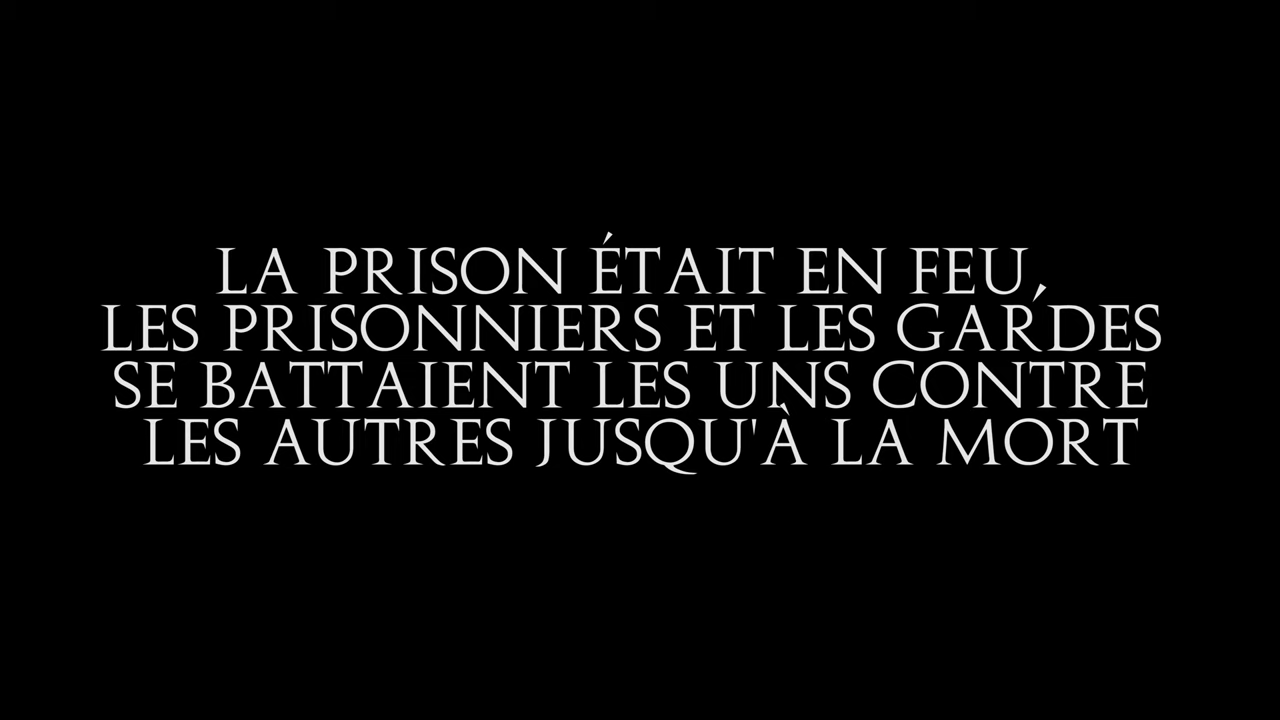 LA PRISON ÉTAIT EN FEU,
LES PRISONNIERS ET LES GARDES
SE BATTAIENT LES UNS CONTRE
LES AUTRES JUSQU'À LA MORT